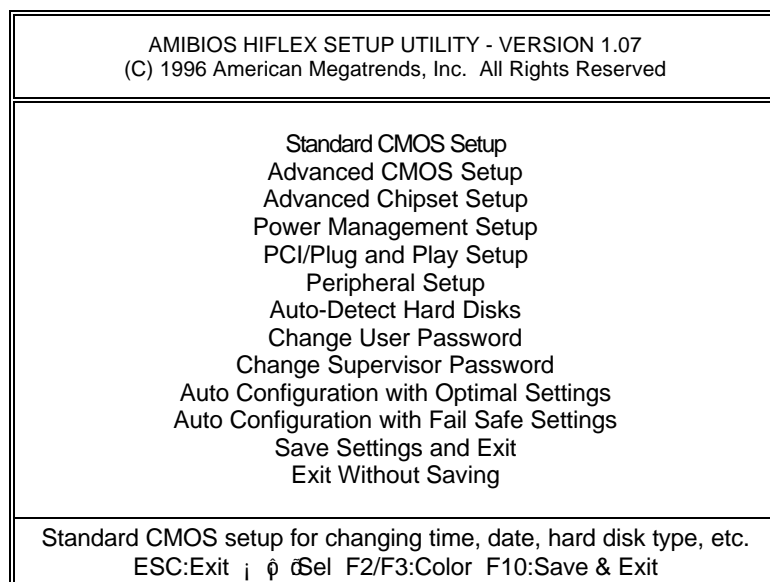 AMIBIOS HIFLEX SETUP UTILITY - VERSION 1.07
(C) 1996 American Megatrends, Inc. All Rights Reserved
Standard CMOS Setup
Advanced CMOS Setup
Advanced Chipset Setup
Power Management Setup
PCI/Plug and Play Setup
Peripheral Setup
Auto-Detect Hard Disks
Change User Password
Change Supervisor Password
Auto Configuration with Optimal Settings
Auto Configuration with Fail Safe Settings
Save Settings and Exit
Exit Without Saving
Standard CMOS setup for changing time, date, hard disk type, etc.
ESC:Exit ¡ Sel F2/F3:Color F10:Save & Exit